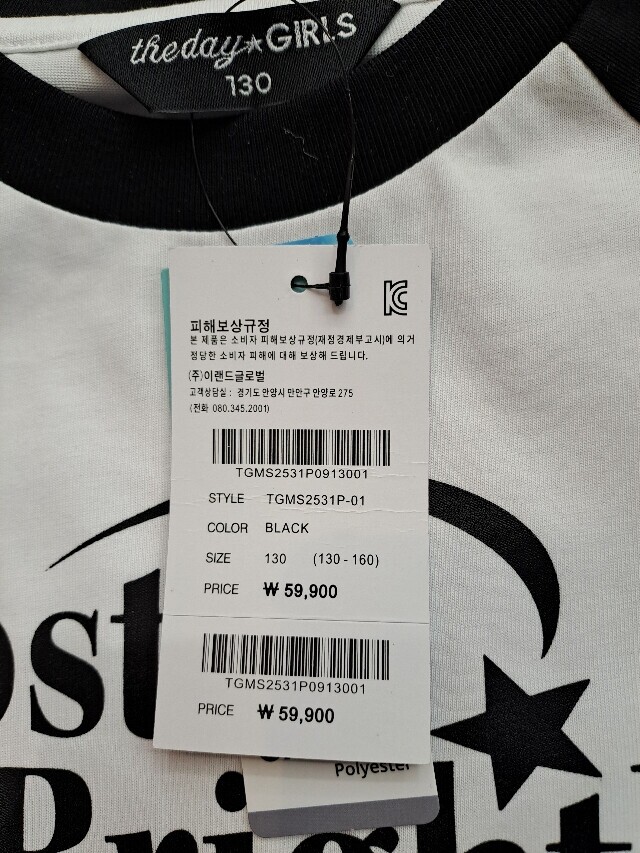 theday★GIRLS
130
피해보상규정
본 제품은 소비자 피해보상규정(재정경제부고시)에 의거
정당한 소비자 피해에 대해 보상해 드립니다.
(주)이랜드글로벌
고객상담실 : 경기도 안양시 만안구 안양로 275
(전화 080.345.2001)
TGMS2531P0913001
STYLE TGMS2531P-01
COLOR BLACK
SIZE 130 (130 - 160)
PRICE ₩ 59,900
TGMS2531P0913001
PRICE ₩ 59,900
Polyester